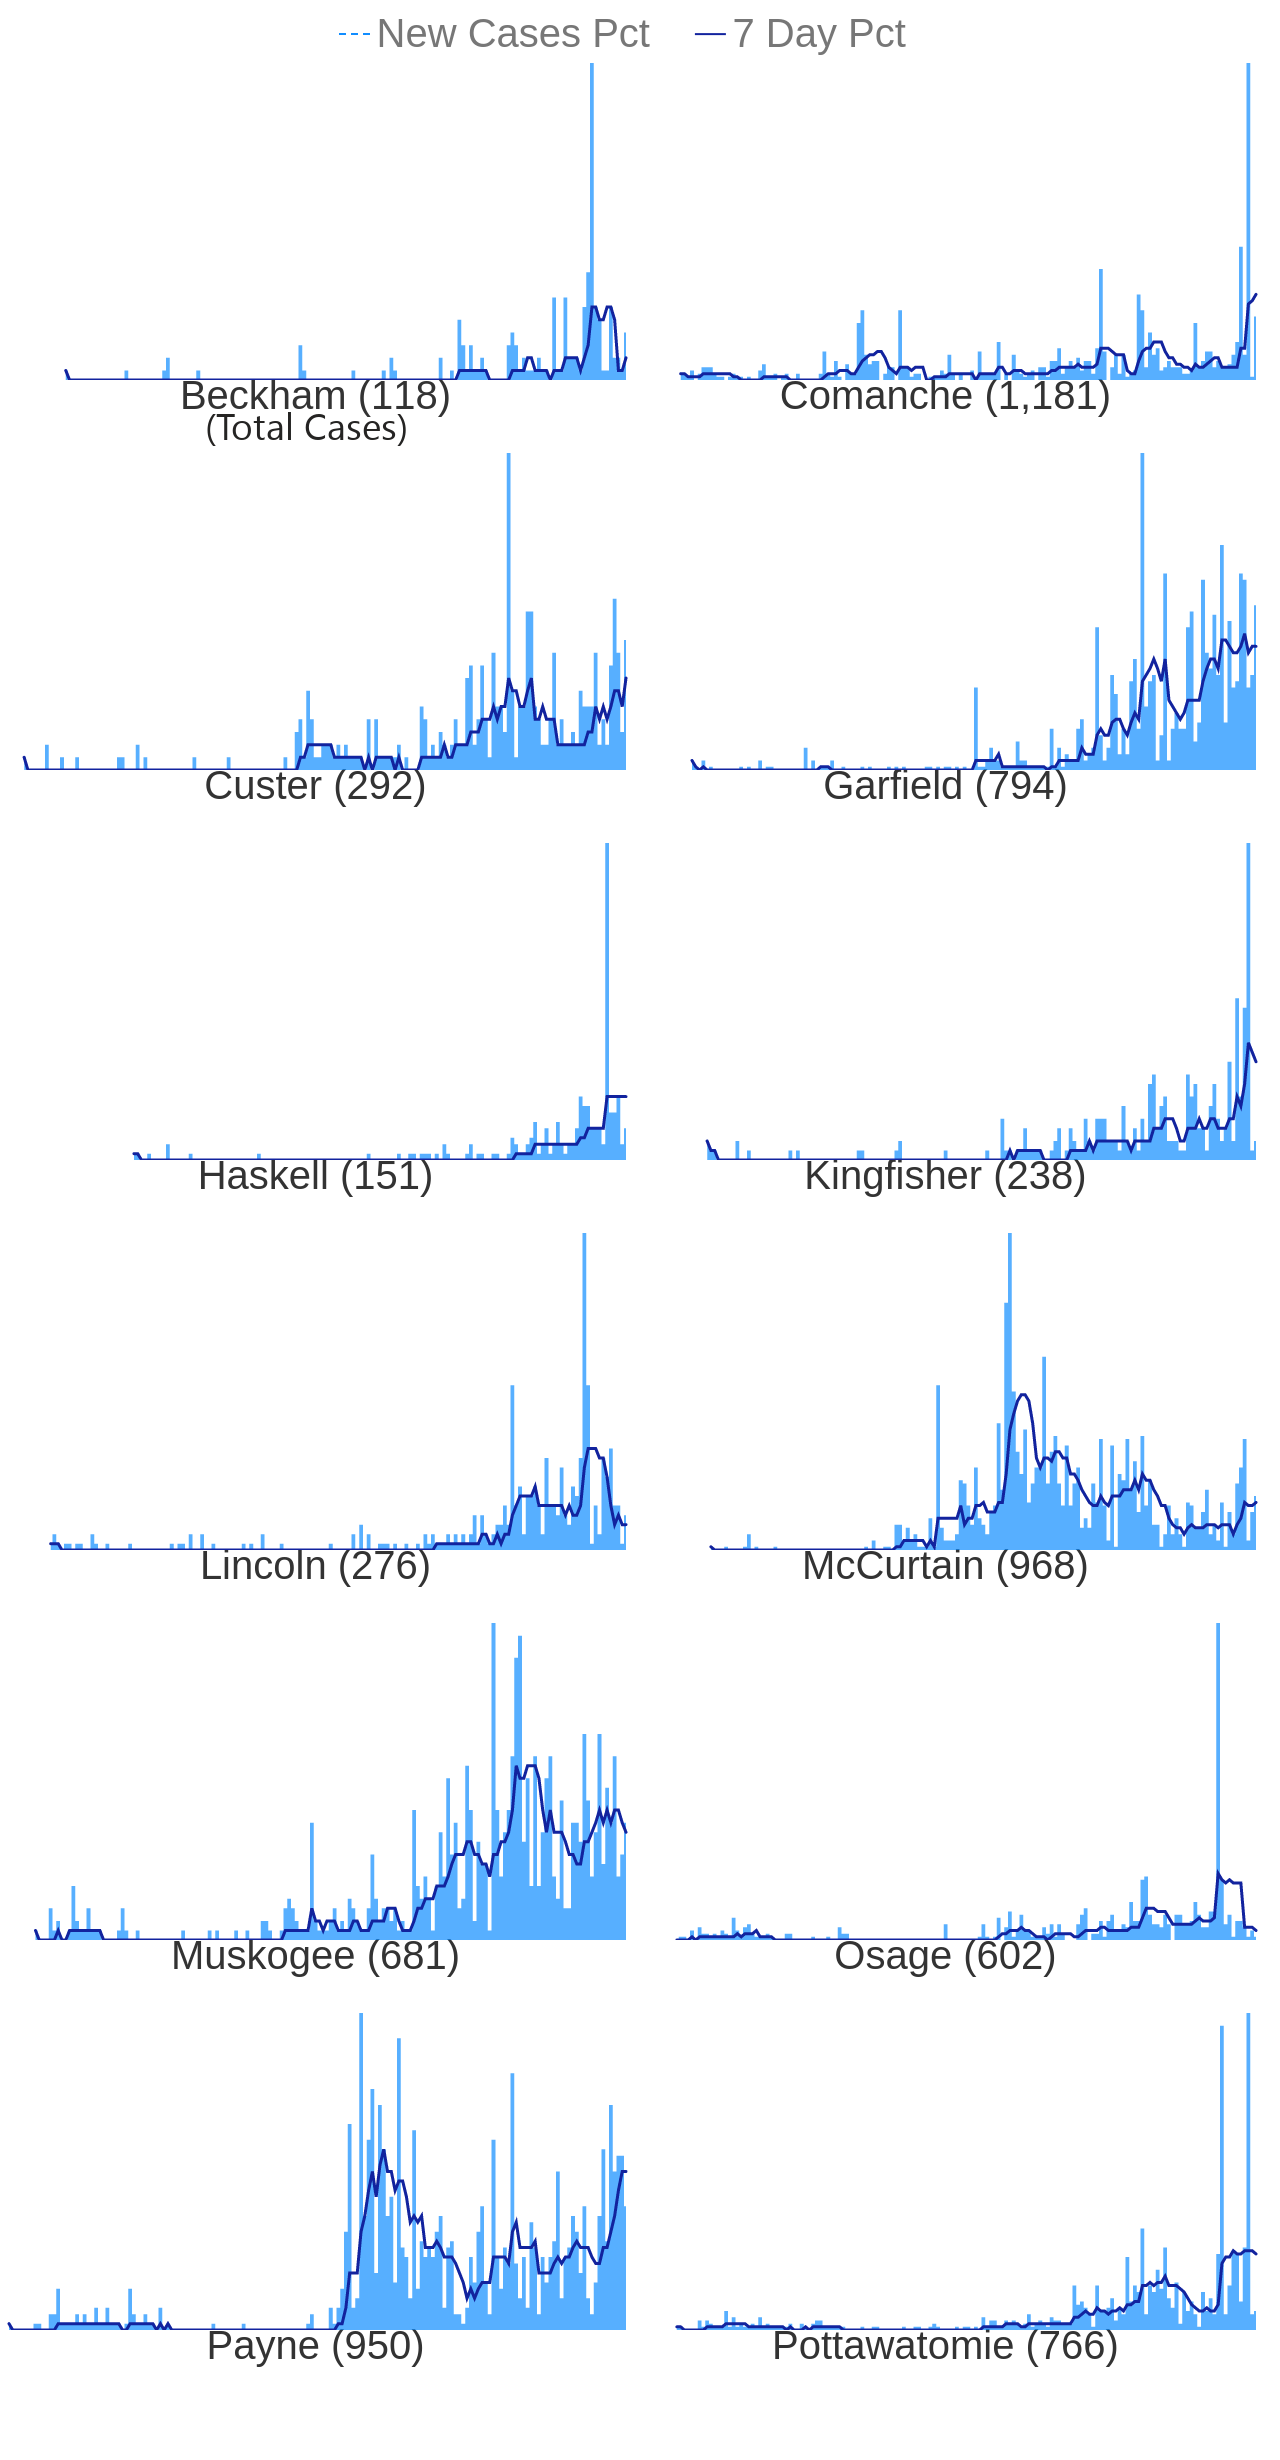 New Cases Pct 7 Day Pct
Beckham (118) Comanche (1,181)
(Total Cases)
Custer (292) Garfield (794)
Haskell (151) Kingfisher (238)
Lincoln (276) McCurtain (968)
Muskogee (681) Osage (602)
Payne (950) Pottawatomie (766)